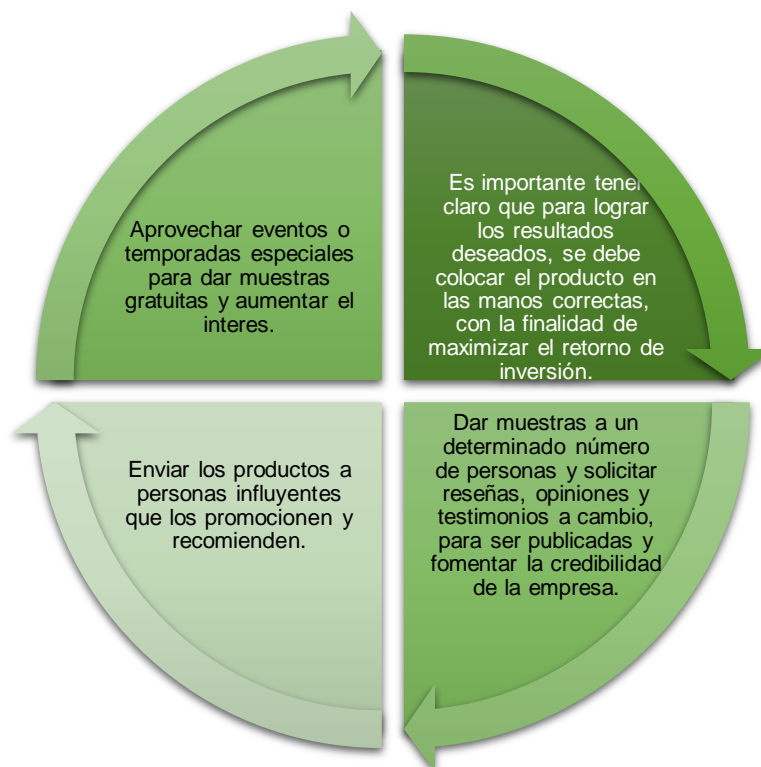 Aprovechar eventos o
temporadas especiales
para dar muestras
gratuitas y aumentar el
interes.
Es importante tener
claro que para lograr
los resultados
deseados, se debe
colocar el producto en
las manos correctas,
con la finalidad de
maximizar el retorno de
inversión.
Enviar los productos a
personas influyentes
que los promocionen y
recomienden.
Dar muestras a un
determinado número
de personas y solicitar
reseñas, opiniones y
testimonios a cambio,
para ser publicadas y
fomentar la credibilidad
de la empresa.